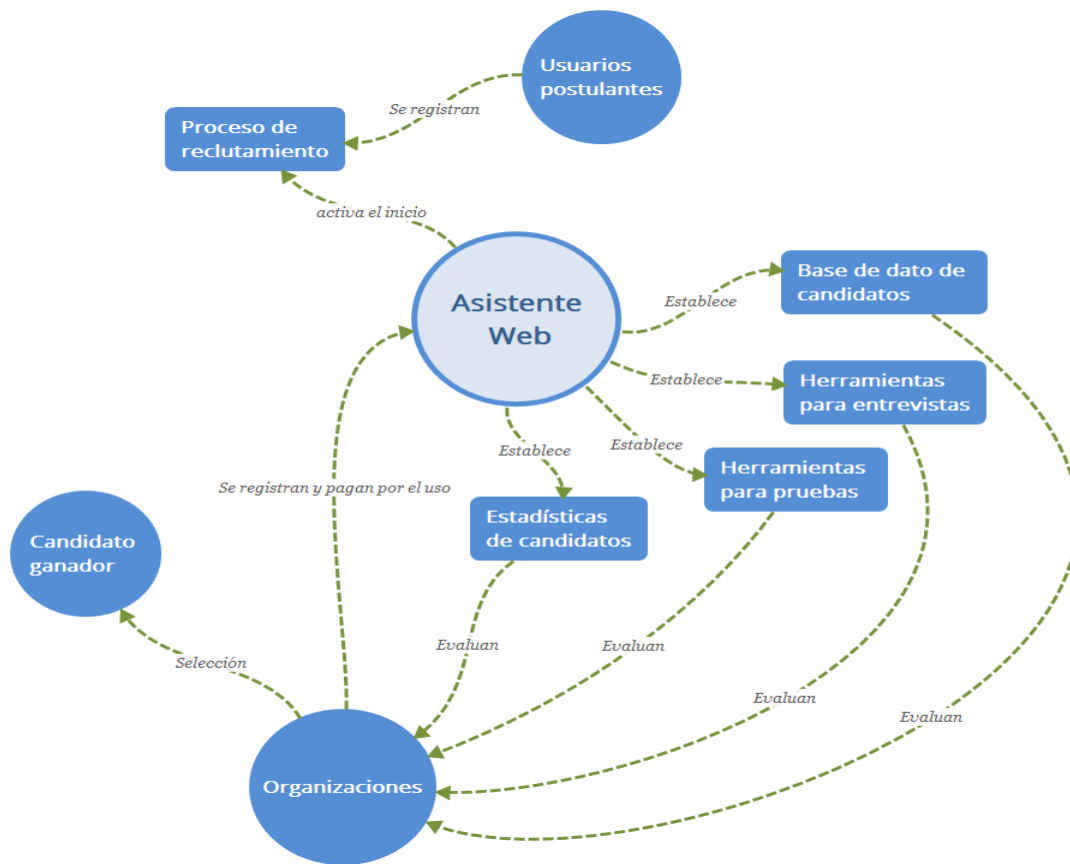 Usuarios
postulantes
Se registran
Proceso de
reclutamiento
activa el inicio
Asistente
Web
Base de dato de
candidatos
Establece
Establece
Herramientas
para entrevistas
Establece
Herramientas
para pruebas
Establece
Estadísticas
de candidatos
Se registran y pagan por el uso
Candidato
ganador
Selección
Evaluan
Evaluan
Evaluan
Evaluan
Organizaciones